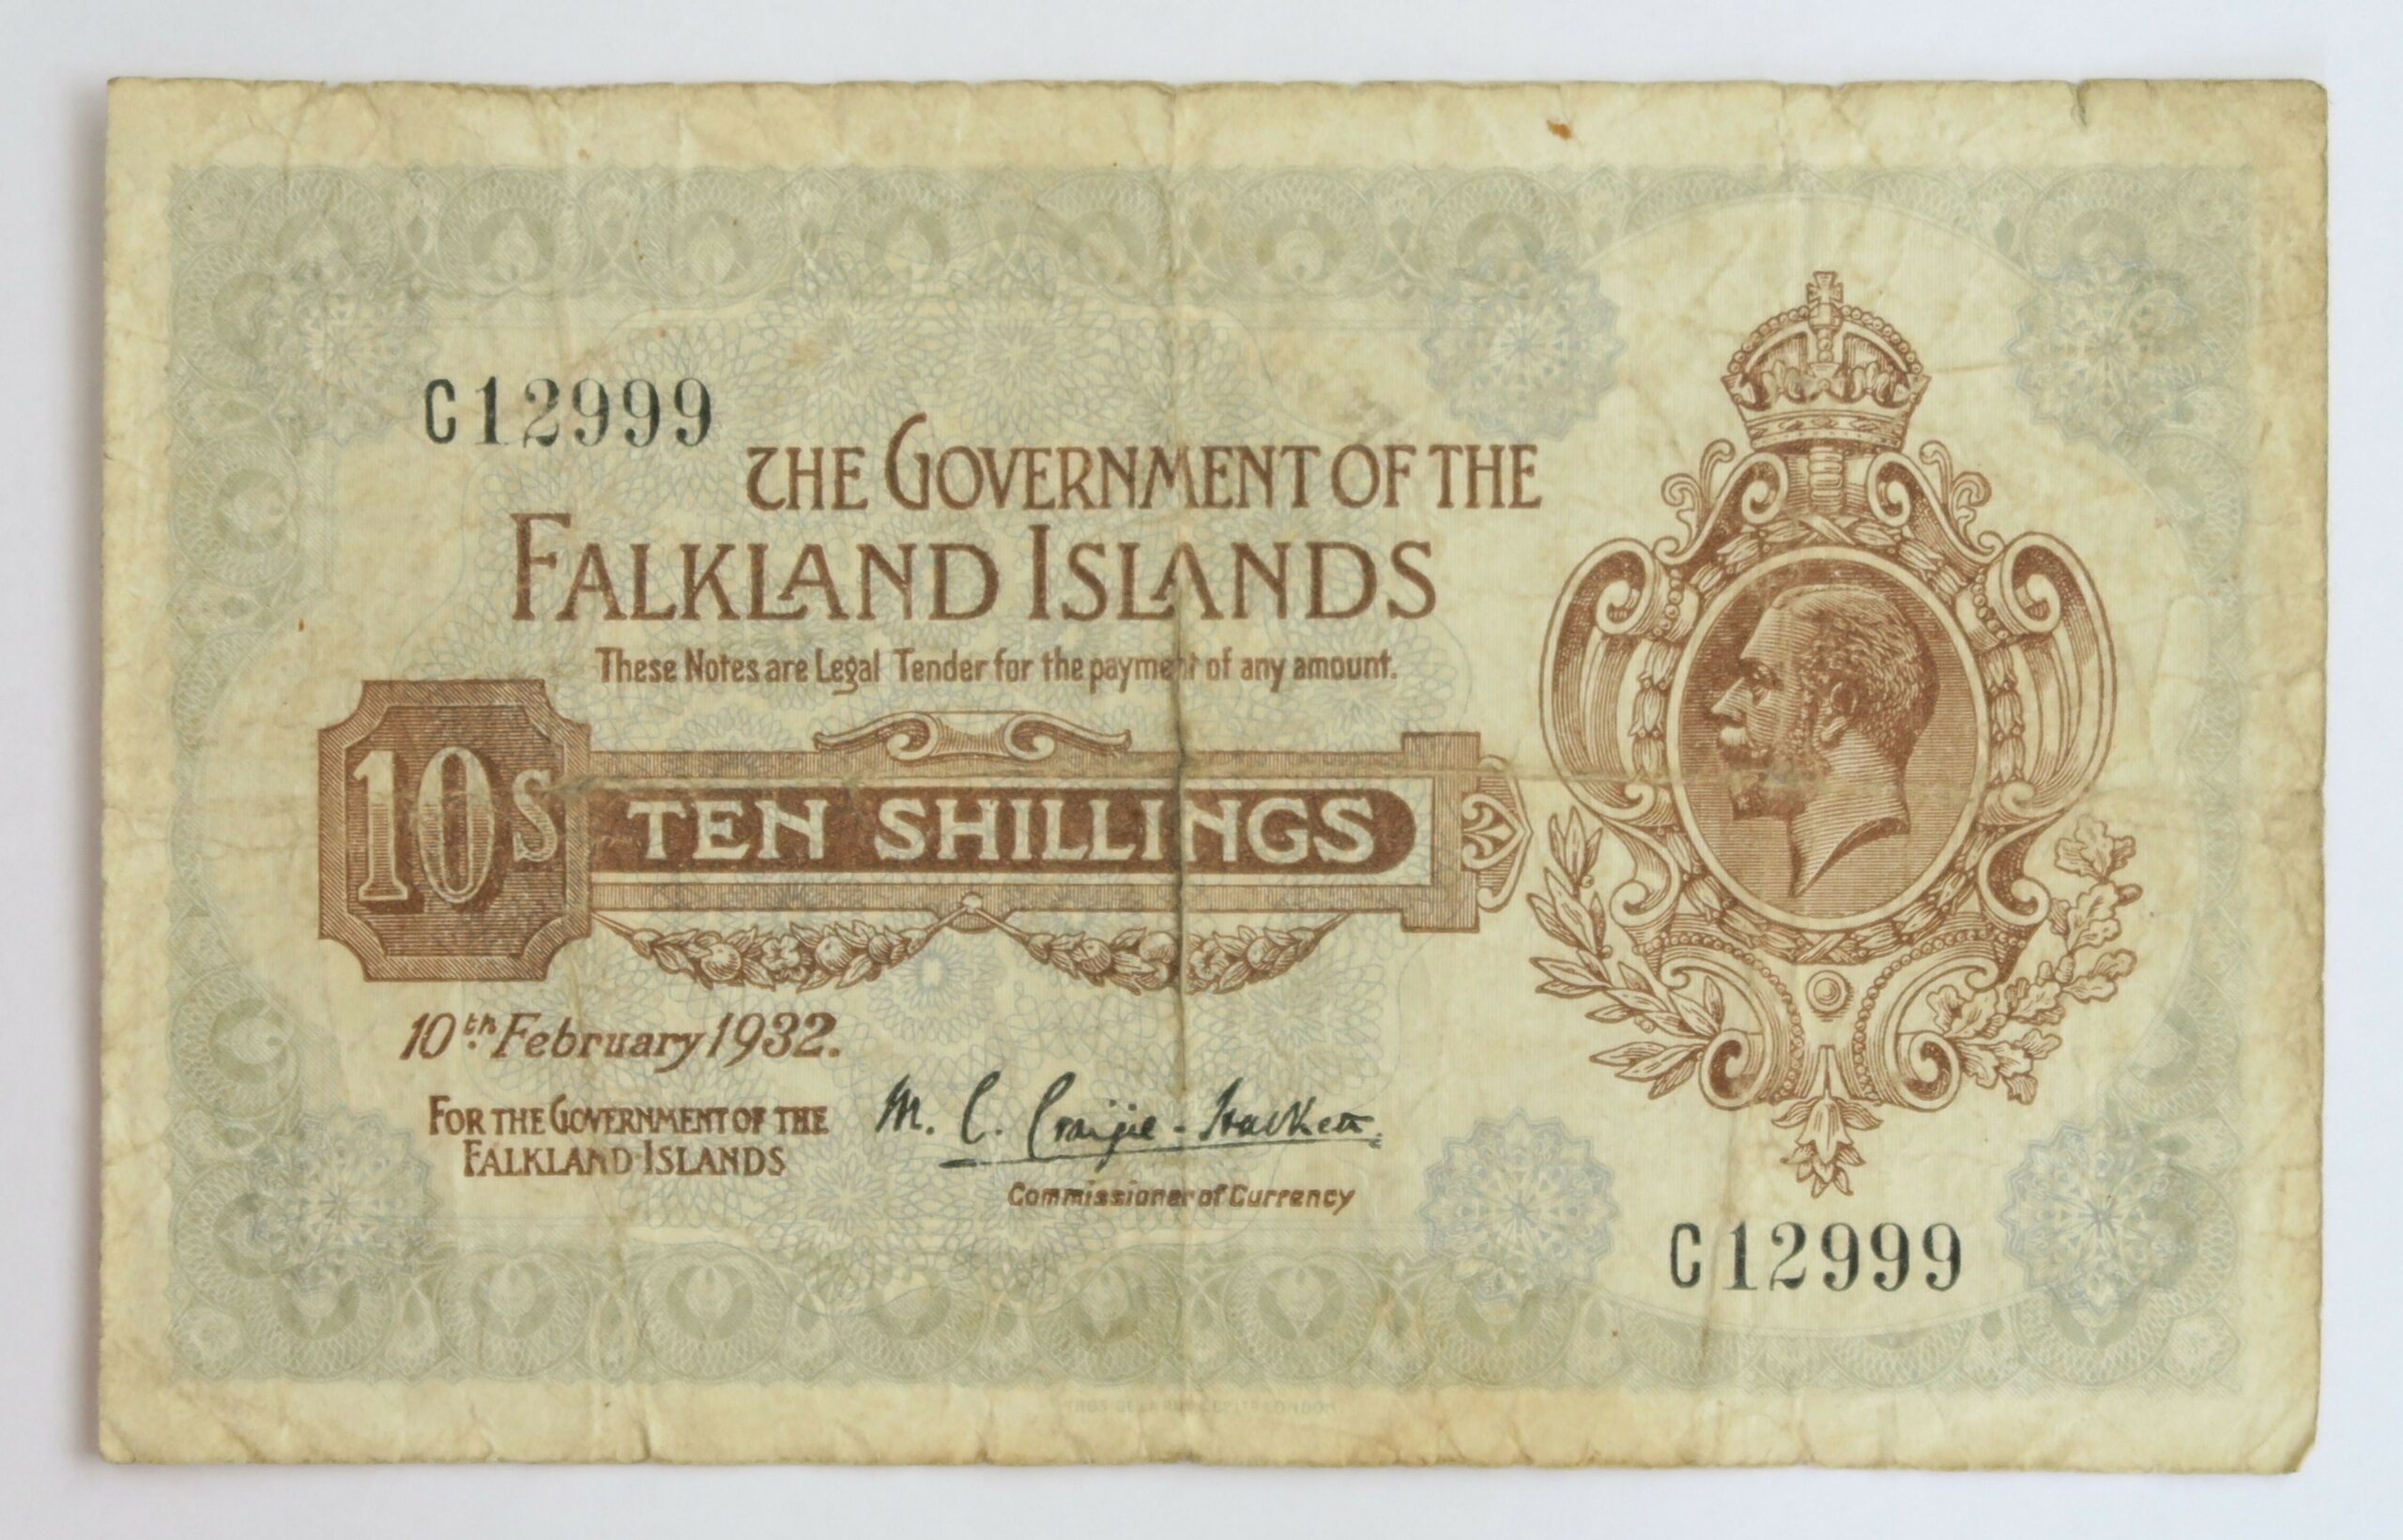 C12999
THE GOVERNMENT OF THE
FALKLAND ISLANDS
These Notes are Legal Tender for the payment of any amount.
10s TEN SHILLINGS
10th February 1932.
FOR THE GOVERNMENT OF THE
FALKLAND ISLANDS
M. C. Craigie-Halkett.
Commissioner of Currency
C12999